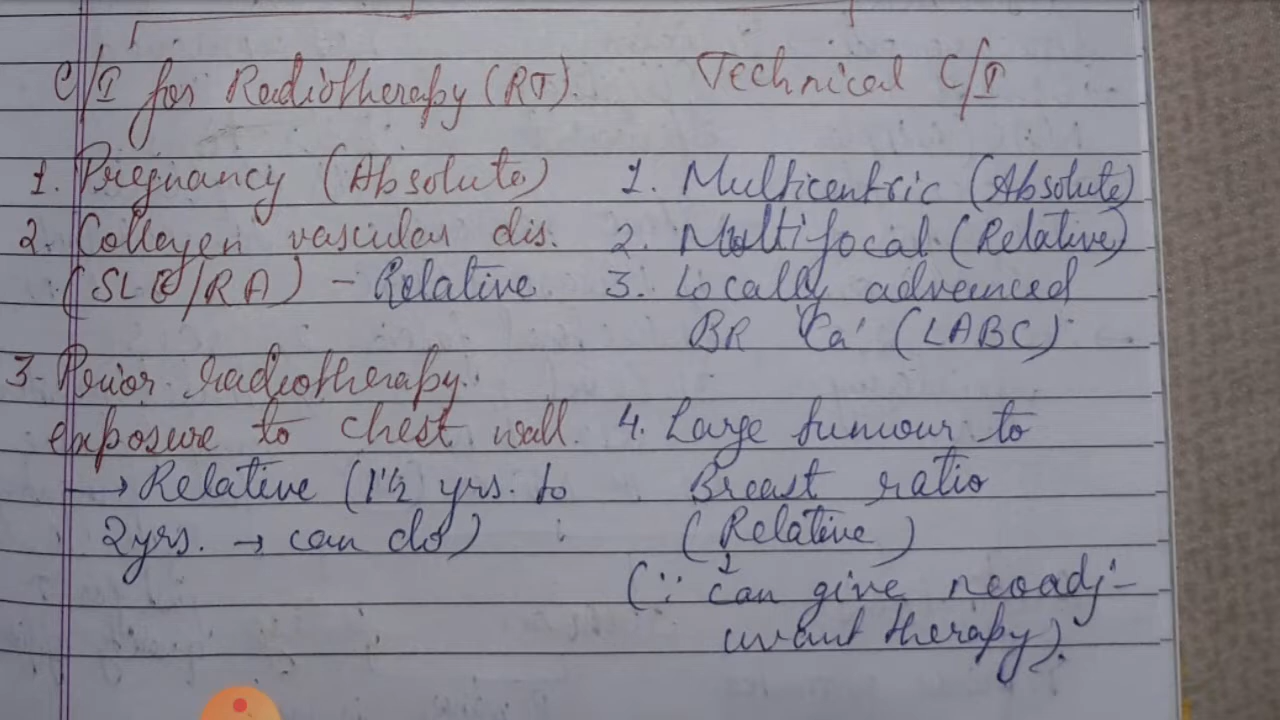 C/I for Radiotherapy (RT).
1. Pregnancy (Absolute)
2. Collagen vascular dis.
(SLE/RA) - Relative
3. Prior radiotherapy
exposure to chest wall.
→ Relative (1½ yrs. to
2yrs. → can do)
Technical C/I
1. Multicentric (Absolute)
2. Multifocal (Relative)
3. Locally advanced
BR 'Ca' (LABC)
4. Large tumour to
Breast ratio
(Relative)
(∵ can give neoadj-
uvant therapy).